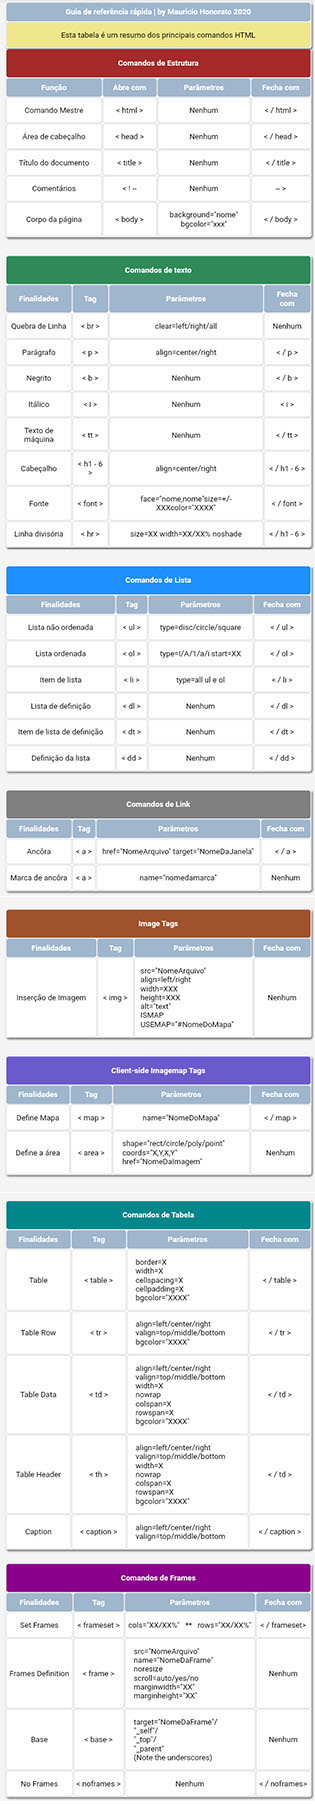 Guia de referência rápida | by Mauricio Honorato 2020
Esta tabela é um resumo dos principais comandos HTML
Comandos de Estrutura
Função Abre com Parâmetros Fecha com
Comando Mestre < html > Nenhum < / html >
Área de cabeçalho < head > Nenhum < / head >
Título do documento < title > Nenhum < / title >
Comentários < ! -- Nenhum -- >
Corpo da página < body > background="nome"
bgcolor="xxx" < / body >
Comandos de texto
Finalidades Tag Parâmetros Fecha
com
Quebra de Linha < br > clear=left/right/all Nenhum
Parágrafo < p > align=center/right < / p >
Negrito < b > Nenhum < / b >
Itálico < i > Nenhum < i >
Texto de
máquina < tt > Nenhum < / tt >
Cabeçalho < h1 - 6
> align=center/right < / h1 - 6 >
Fonte < font > face="nome,nome"size=+/-
XXXcolor="XXXX" < / font >
Linha divisória < hr > size=XX width=XX/XX% noshade < / h1 - 6 >
Comandos de Lista
Finalidades Tag Parâmetros Fecha com
Lista não ordenada < ul > type=disc/circle/square < / ul >
Lista ordenada < ol > type=I/A/1/a/i start=XX < / ol >
Item de lista < li > type=all ul e ol < / li >
Lista de definição < dl > Nenhum < / dl >
Item de lista de definição < dt > Nenhum < / dt >
Definição da lista < dd > Nenhum < / dd >
Comandos de Link
Finalidades Tag Parâmetros Fecha com
Ancôra < a > href="NomeArquivo" target="NomeDaJanela" < / a >
Marca de ancôra < a > name="nomedamarca" Nenhum
Image Tags
Finalidades Tag Parâmetros Fecha com
Inserção de Imagem < img > src="NomeArquivo"
align=left/right
width=XXX
height=XXX
alt="text"
ISMAP
USEMAP="#NomeDoMapa" Nenhum
Client-side Imagemap Tags
Finalidades Tag Parâmetros Fecha com
Define Mapa < map > name="NomeDoMapa" < / map >
Define a área < area > shape="rect/circle/poly/point"
coords="X,Y,X,Y"
href="NomeDaImagem" Nenhum
Comandos de Tabela
Finalidades Tag Parâmetros Fecha com
Table < table > border=X
width=X
cellspacing=X
cellpadding=X
bgcolor="XXXX" < / table >
Table Row < tr > align=left/center/right
valign=top/middle/bottom
bgcolor="XXXX" < / tr >
Table Data < td > align=left/center/right
valign=top/middle/bottom
width=X
nowrap
colspan=X
rowspan=X
bgcolor="XXXX" < / td >
Table Header < th > align=left/center/right
valign=top/middle/bottom
width=X
nowrap
colspan=X
rowspan=X
bgcolor="XXXX" < / td >
Caption < caption > align=left/center/right
valign=top/middle/bottom < / caption >
Comandos de Frames
Finalidades Tag Parâmetros Fecha com
Set Frames < frameset > cols="XX/XX%" ** rows="XX/XX%" < / frameset>
Frames Definition < frame > src="NomeArquivo"
name="NomeDaFrame"
noresize
scroll=auto/yes/no
marginwidth="XX"
marginheight="XX" Nenhum
Base < base > target="NomeDaFrame"/
"_self"/
"_top"/
"_parent"
(Note the underscores) Nenhum
No Frames < noframes > Nenhum < / noframes>